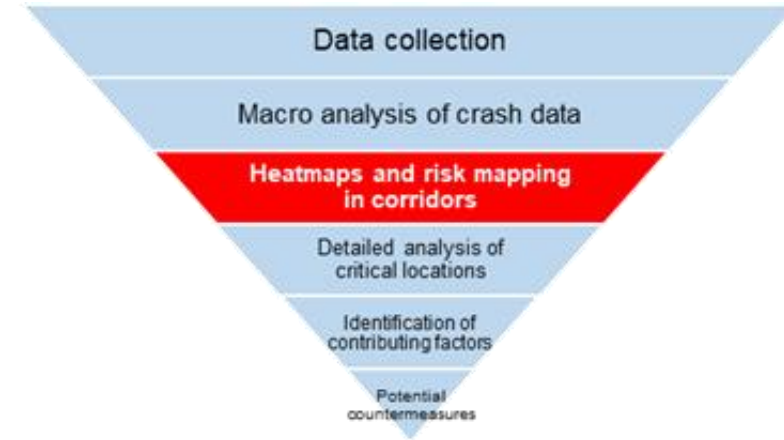 Data collection
Macro analysis of crash data
Heatmaps and risk mapping
in corridors
Detailed analysis of
critical locations
Identification of
contributing factors
Potential
countermeasures